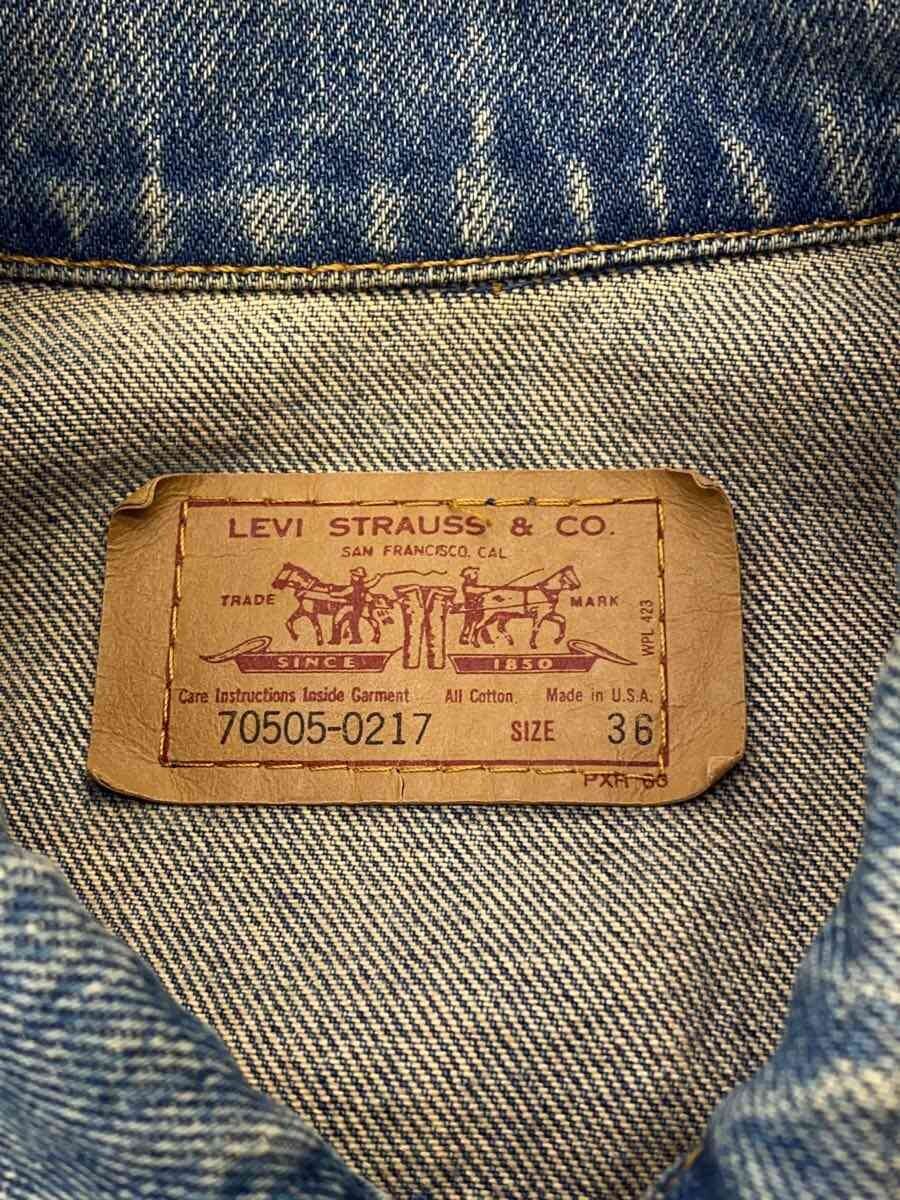 LEVI STRAUSS & CO.
SAN FRANCISCO, CAL
TRADE MARK
WPL 423
SINCE 1850
Care Instructions Inside Garment All Cotton. Made in U.S.A.
70505-0217 SIZE 36